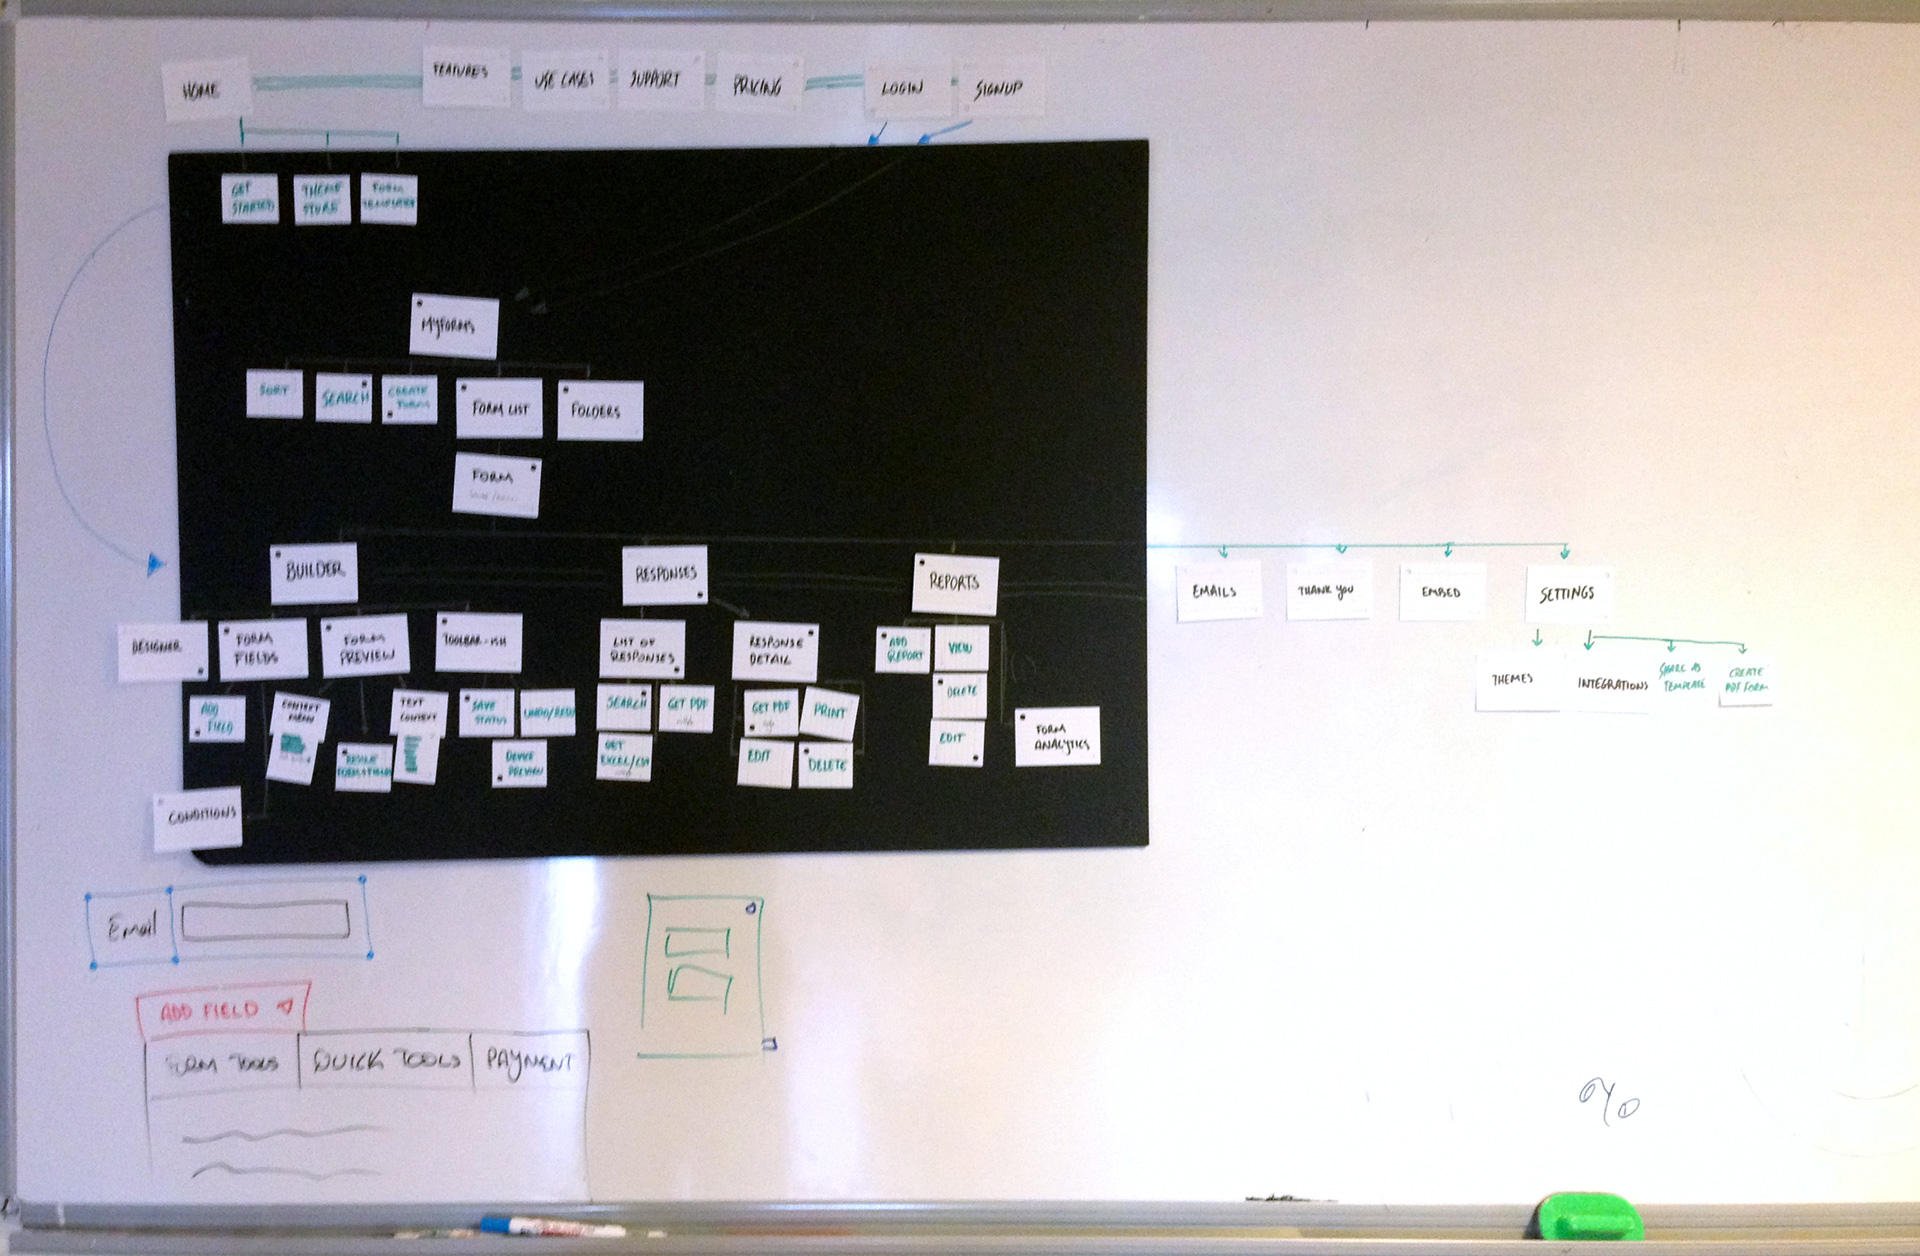 HOME
FEATURES
USE CASES
SUPPORT
PRICING
LOGIN
SIGNUP
GET
STARTED
THEME
STORE
FORM
TEMPLATES
MYFORMS
SORT
SEARCH
CREATE
FORM
FORM LIST
FOLDERS
FORM
BUILDER
RESPONSES
REPORTS
EMAILS
THANK YOU
EMBED
SETTINGS
DESIGNER
FORM
FIELDS
FORM
PREVIEW
TOOLBAR-ISH
LIST OF
RESPONSES
RESPONSE
DETAIL
ADD
REPORT
VIEW
THEMES
INTEGRATIONS
SHARE AS
TEMPLATE
CREATE
PDF FORM
ADD
FIELD
CONTEXT
MENU
TEXT
CONTEXT
SAVE
STATUS
UNDO/REDO
SEARCH
GET PDF
GET PDF
PRINT
DELETE
DEVICE
PREVIEW
GET
EXCEL/CSV
EDIT
DELETE
EDIT
FORM
ANALYTICS
CONDITIONS
Email
ADD FIELD
FORM TOOLS
QUICK TOOLS
PAYMENT
%